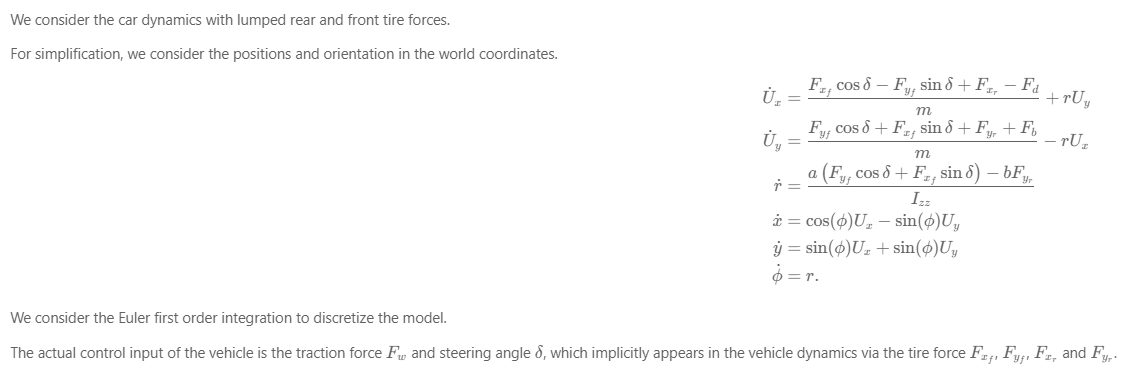 We consider the car dynamics with lumped rear and front tire forces.
For simplification, we consider the positions and orientation in the world coordinates.
$\dot{U}_x = \frac{F_{x_f} \cos \delta - F_{y_f} \sin \delta + F_{x_r} - F_d}{m} + rU_y$
$\dot{U}_y = \frac{F_{y_f} \cos \delta + F_{x_f} \sin \delta + F_{y_r} + F_b}{m} - rU_x$
$\dot{r} = \frac{a \left(F_{y_f} \cos \delta + F_{x_f} \sin \delta\right) - bF_{y_r}}{I_{zz}}$
$\dot{x} = \cos(\phi)U_x - \sin(\phi)U_y$
$\dot{y} = \sin(\phi)U_x + \sin(\phi)U_y$
$\dot{\phi} = r.$
We consider the Euler first order integration to discretize the model.
The actual control input of the vehicle is the traction force $F_w$ and steering angle $\delta$, which implicitly appears in the vehicle dynamics via the tire force $F_{x_f}$, $F_{y_f}$, $F_{x_r}$ and $F_{y_r}$.